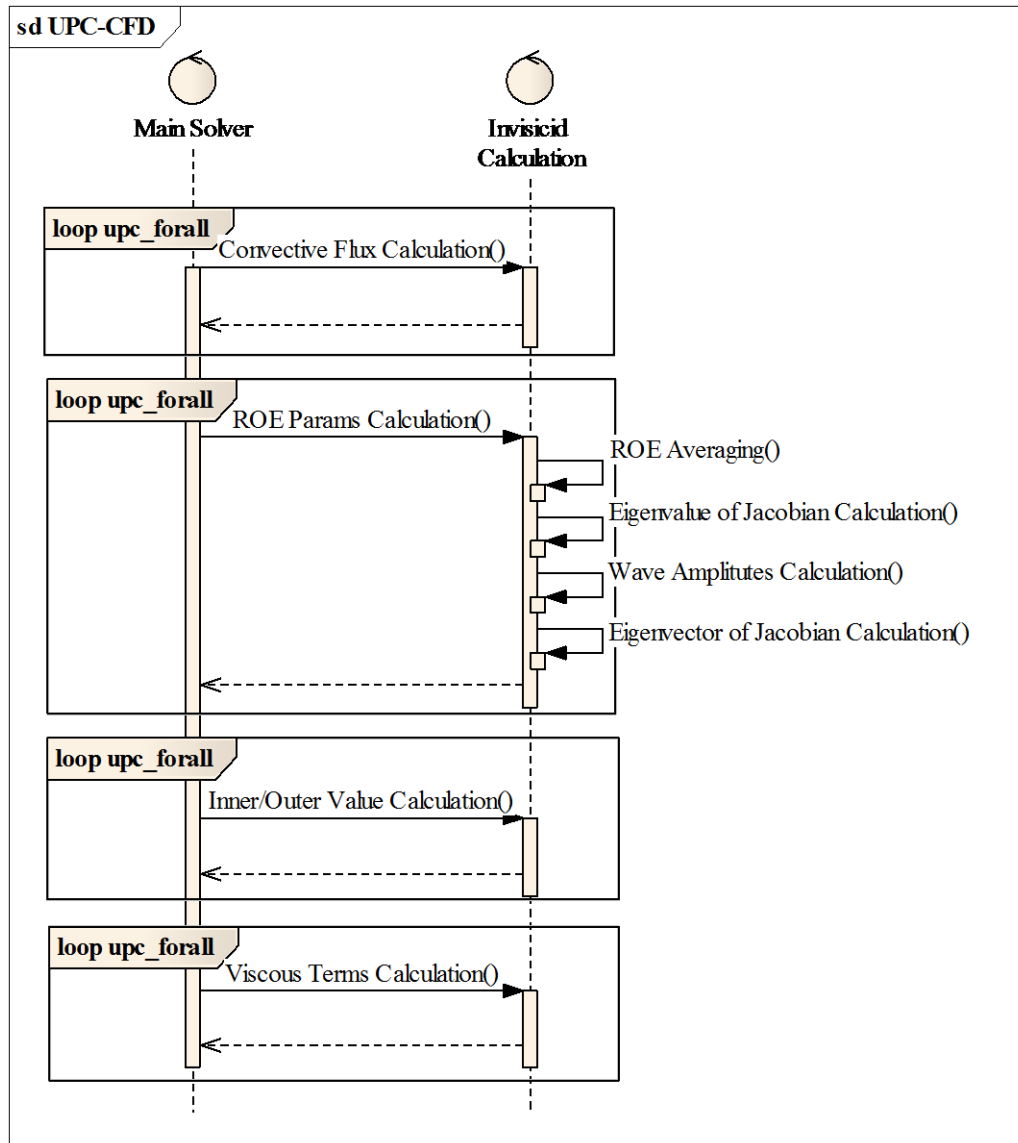 sd UPC-CFD
Main Solver
Invisicid
Calculation
loop upc_forall
Convective Flux Calculation()
loop upc_forall
ROE Params Calculation()
ROE Averaging()
Eigenvalue of Jacobian Calculation()
Wave Amplitutes Calculation()
Eigenvector of Jacobian Calculation()
loop upc_forall
Inner/Outer Value Calculation()
loop upc_forall
Viscous Terms Calculation()